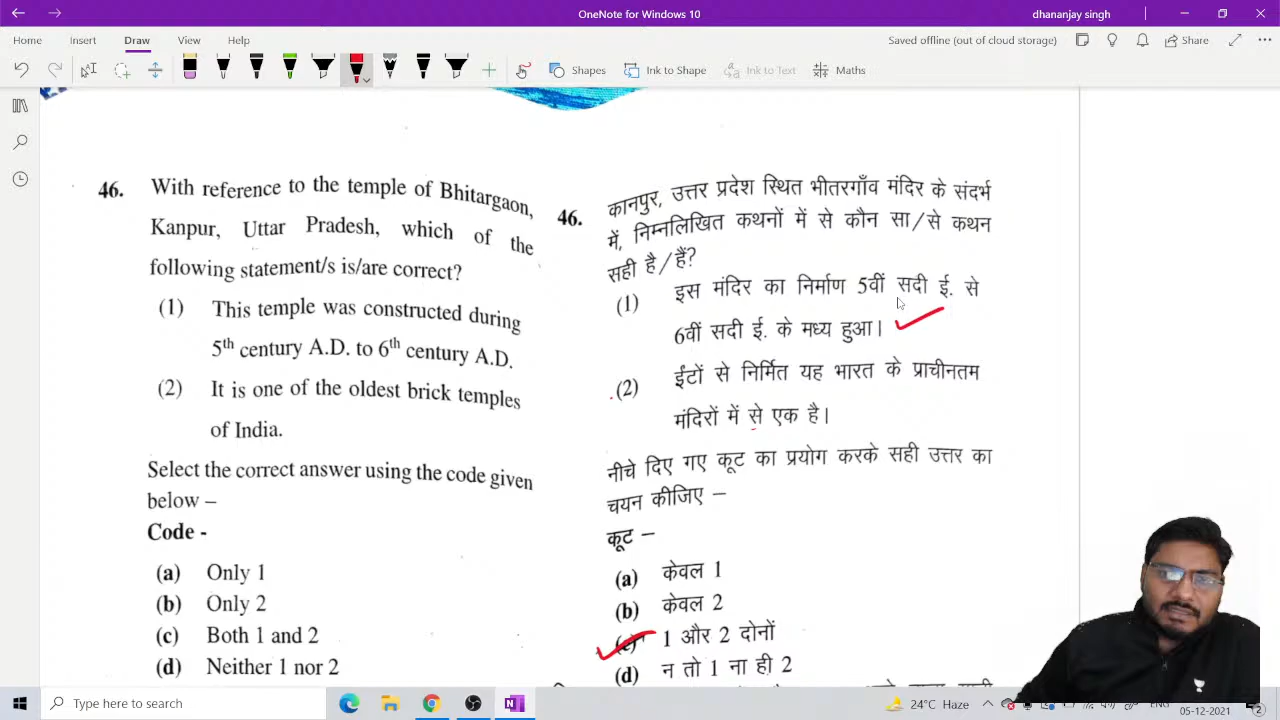 OneNote for Windows 10
dhananjay singh
Home Insert Draw View Help
Saved offline (out of cloud storage)
Share
Shapes
Ink to Shape
Ink to Text
Maths
46. With reference to the temple of Bhitargaon,
Kanpur, Uttar Pradesh, which of the
following statement/s is/are correct?
(1) This temple was constructed during
5th century A.D. to 6th century A.D.
(2) It is one of the oldest brick temples
of India.
Select the correct answer using the code given
below –
Code -
(a) Only 1
(b) Only 2
(c) Both 1 and 2
(d) Neither 1 nor 2
46. कानपुर, उत्तर प्रदेश स्थित भीतरगाँव मंदिर के संदर्भ
में, निम्नलिखित कथनों में से कौन सा/से कथन
सही है/हैं?
(1) इस मंदिर का निर्माण 5वीं सदी ई. से
6वीं सदी ई. के मध्य हुआ।
(2) ईंटों से निर्मित यह भारत के प्राचीनतम
मंदिरों में से एक है।
नीचे दिए गए कूट का प्रयोग करके सही उत्तर का
चयन कीजिए –
कूट –
(a) केवल 1
(b) केवल 2
(c) 1 और 2 दोनों
(d) न तो 1 ना ही 2
Type here to search
24°C Haze
05-12-2021